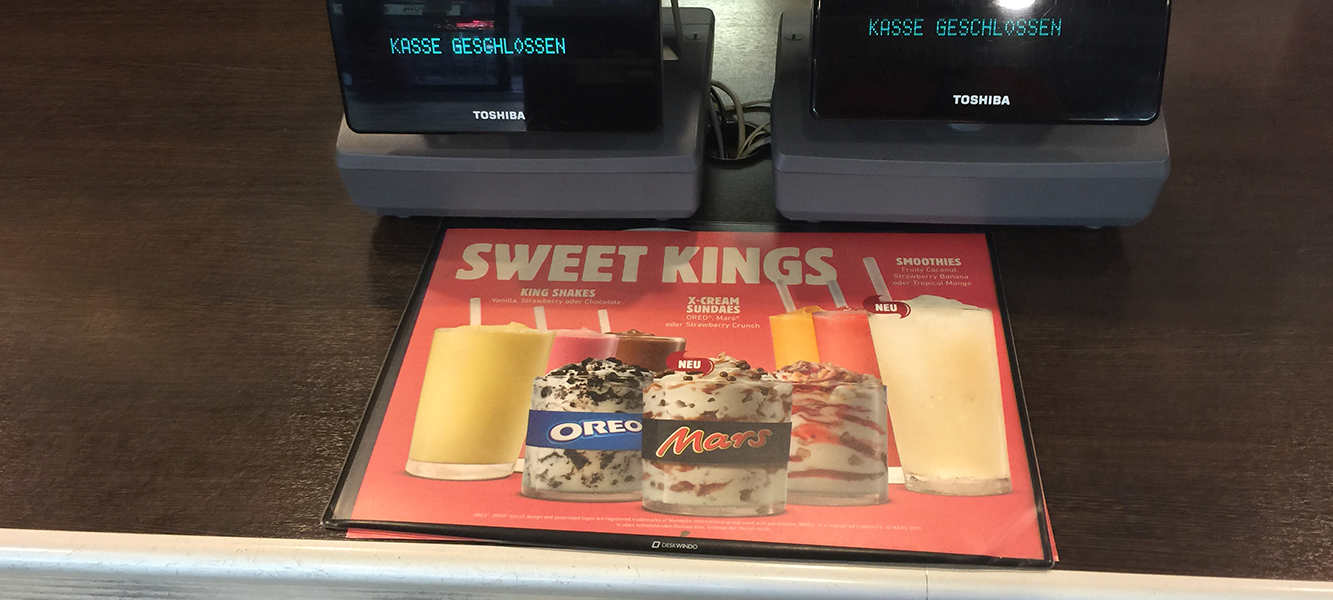 KASSE GESCHLOSSEN
TOSHIBA
KASSE GESCHLOSSEN
TOSHIBA
SWEET KINGS
KING SHAKES
Vanilla, Strawberry oder Chocolate
X-CREAM
SUNDAES
OREO®, Mars®
oder Strawberry Crunch
SMOOTHIES
Fruity Coconut,
Strawberry Banana
oder Tropical Mango
NEU
NEU
OREO
Mars
DESKWINDO